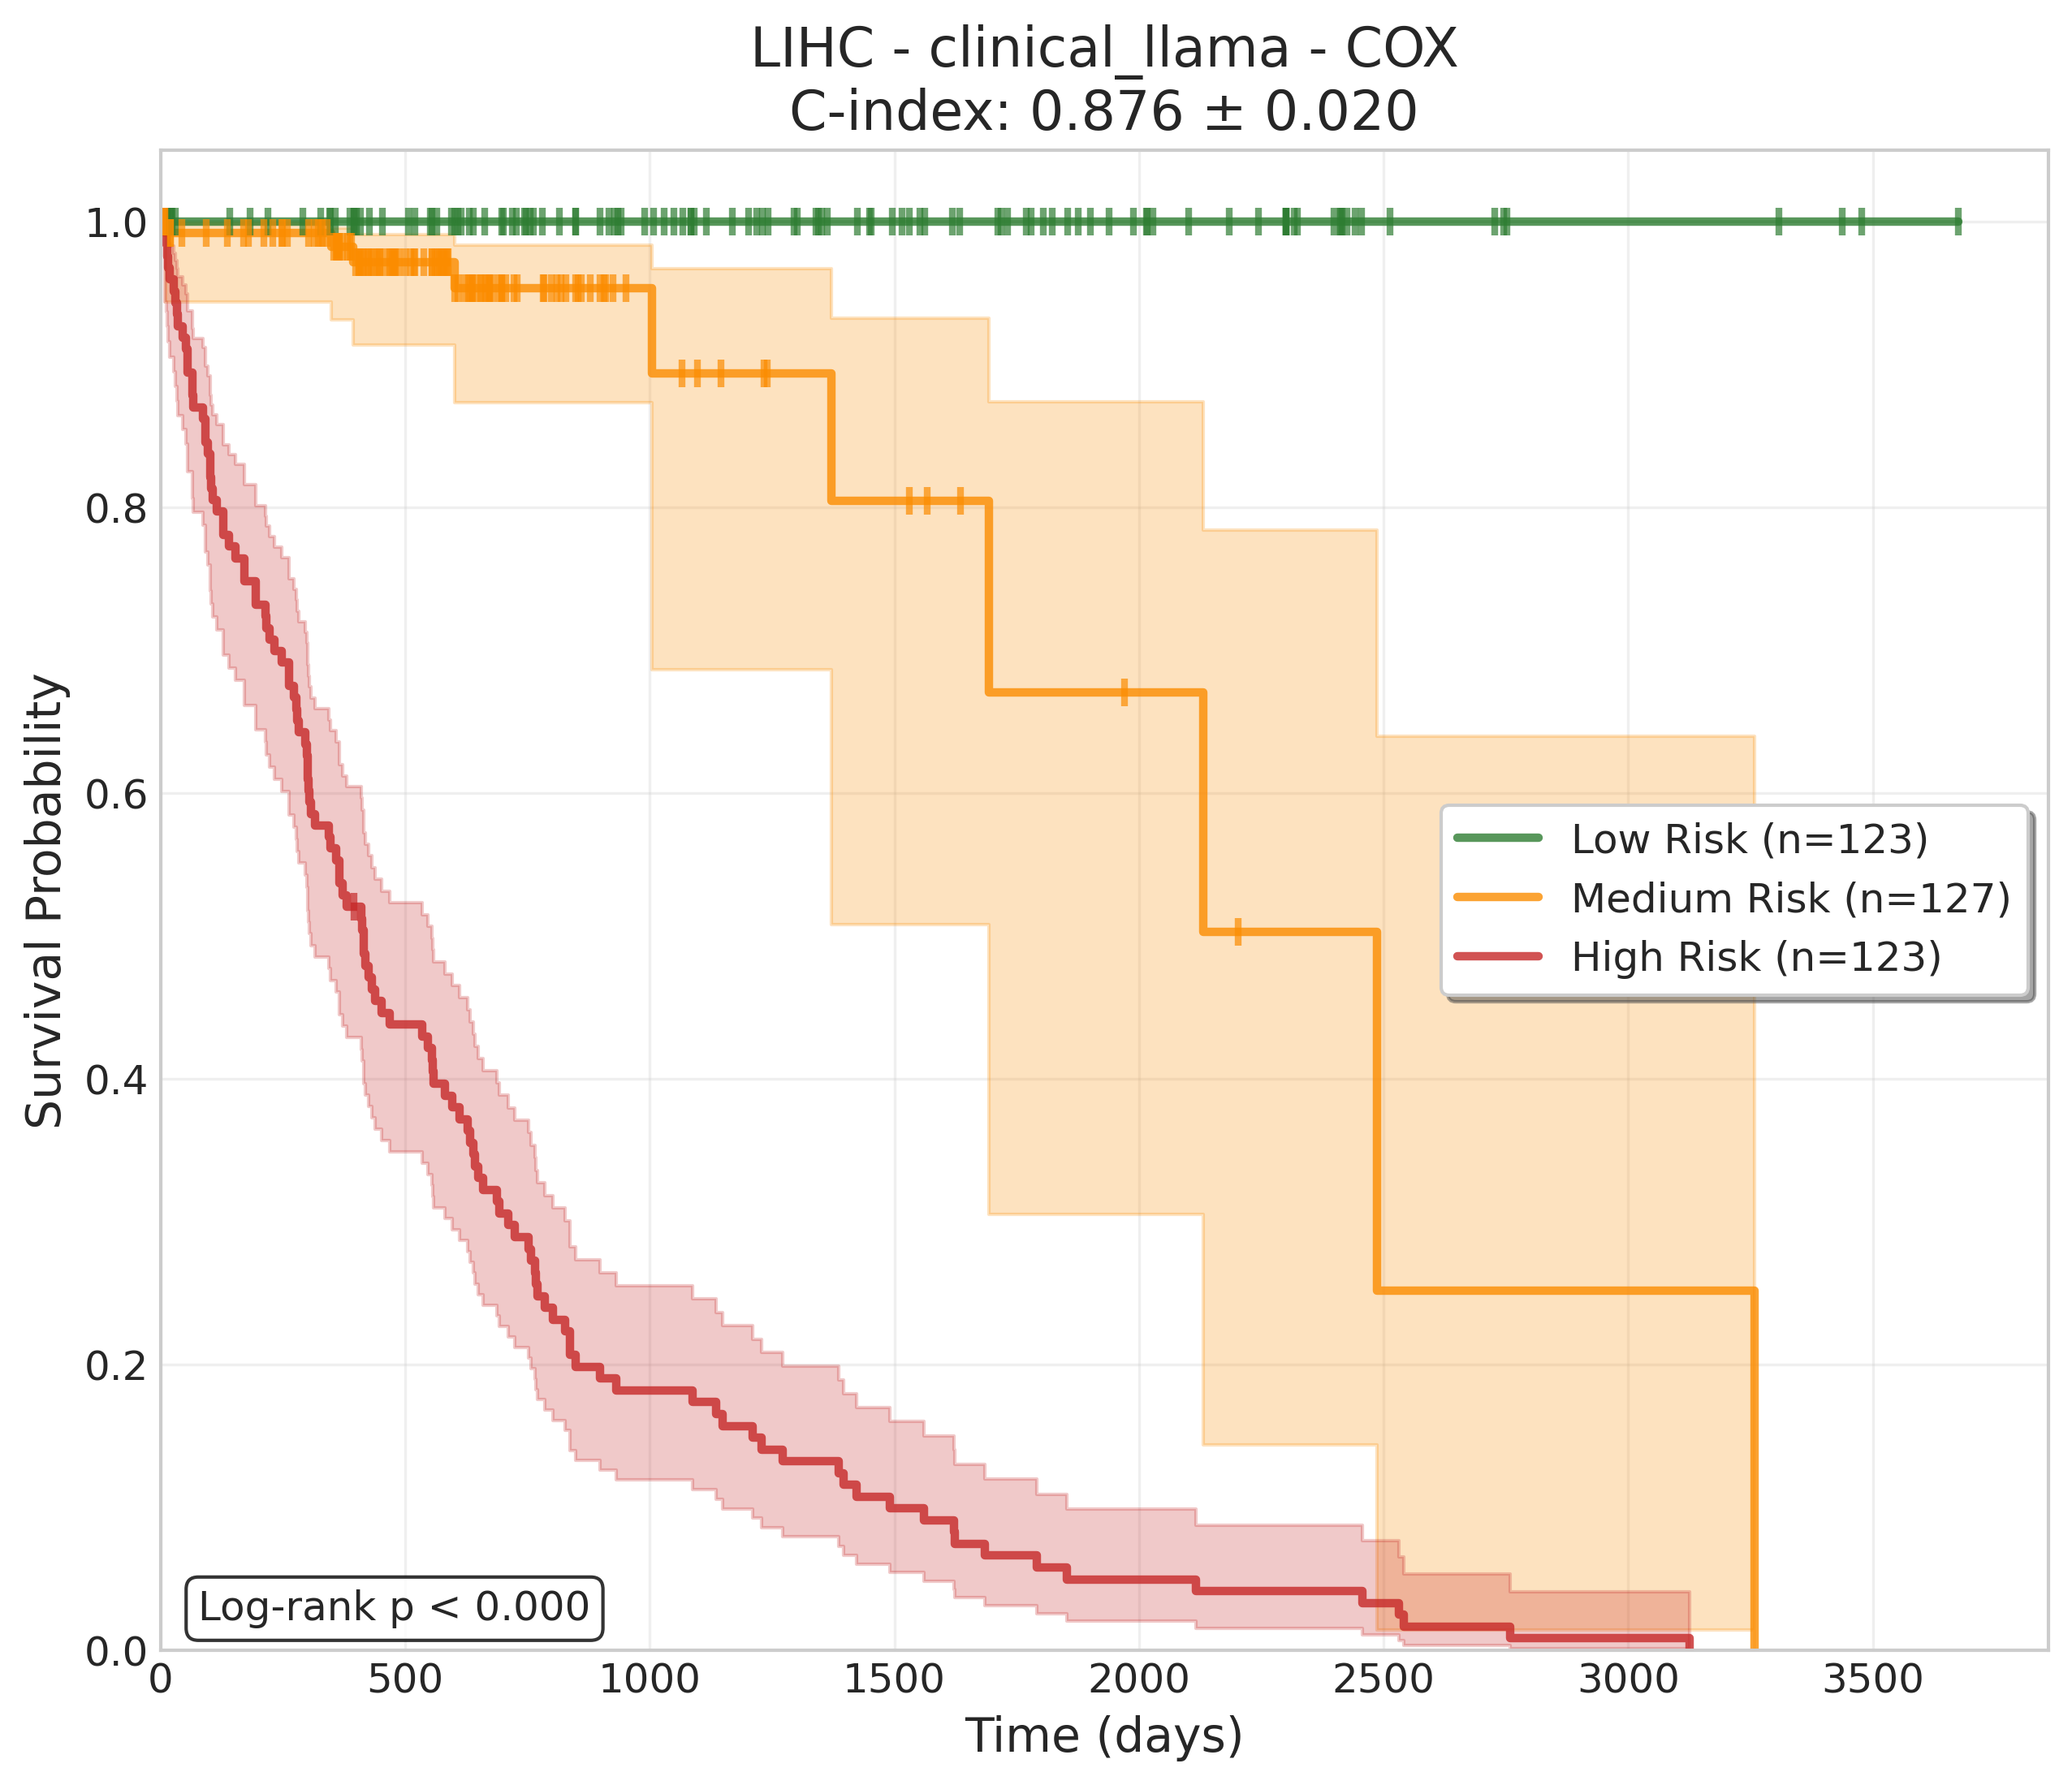 LIHC - clinical_llama - COX
C-index: 0.876 ± 0.020
Survival Probability
1.0
0.8
0.6
0.4
0.2
0.0
Low Risk (n=123)
Medium Risk (n=127)
High Risk (n=123)
Log-rank p < 0.000
0 500 1000 1500 2000 2500 3000 3500
Time (days)